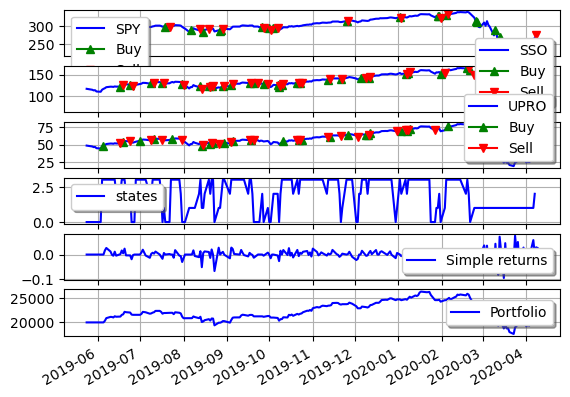 300
250
SPY
Buy
Sell
150
100
SSO
Buy
Sell
75
50
25
UPRO
Buy
Sell
2.5
0.0
states
0.0
−0.1
Simple returns
25000
20000
Portfolio
2019-06 2019-07 2019-08 2019-09 2019-10 2019-11 2019-12 2020-01 2020-02 2020-03 2020-04